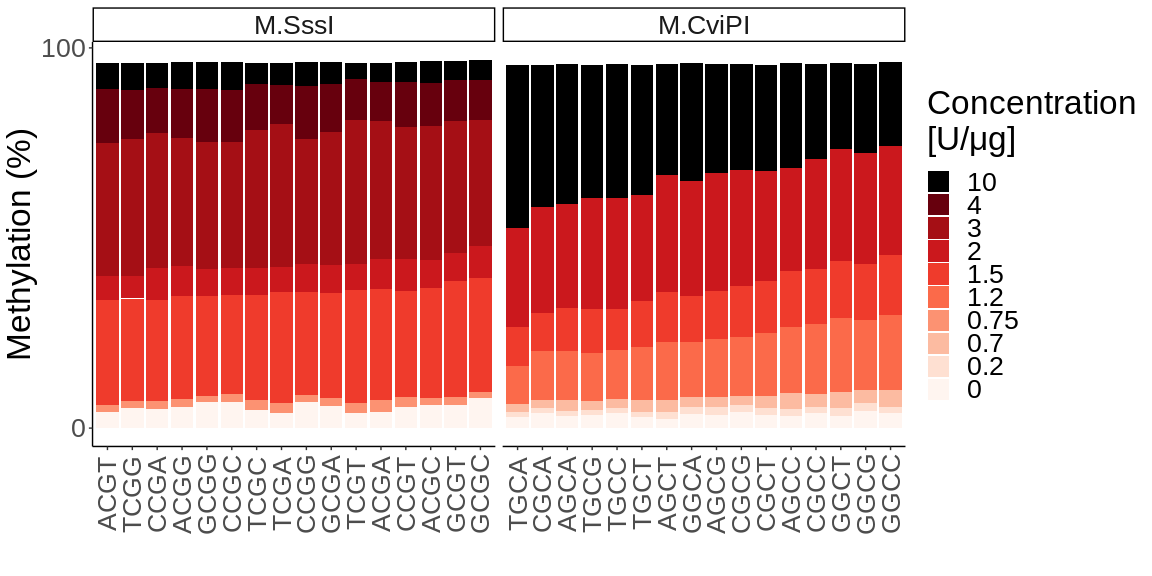 M.SssI
M.CviPI
100
0
Methylation (%)
Concentration
[U/μg]
10
4
3
2
1.5
1.2
0.75
0.7
0.2
0
ACGT
TCGG
CCGA
ACGG
GCGG
CCGC
TCGC
TCGA
CCGG
GCGA
TCGT
ACGA
CCGT
ACGC
GCGT
GCGC
TGCA
CGCA
AGCA
TGCG
TGCC
TGCT
AGCT
GGCA
AGCG
CGCG
CGCT
AGCC
CGCC
GGCT
GGCG
GGCC